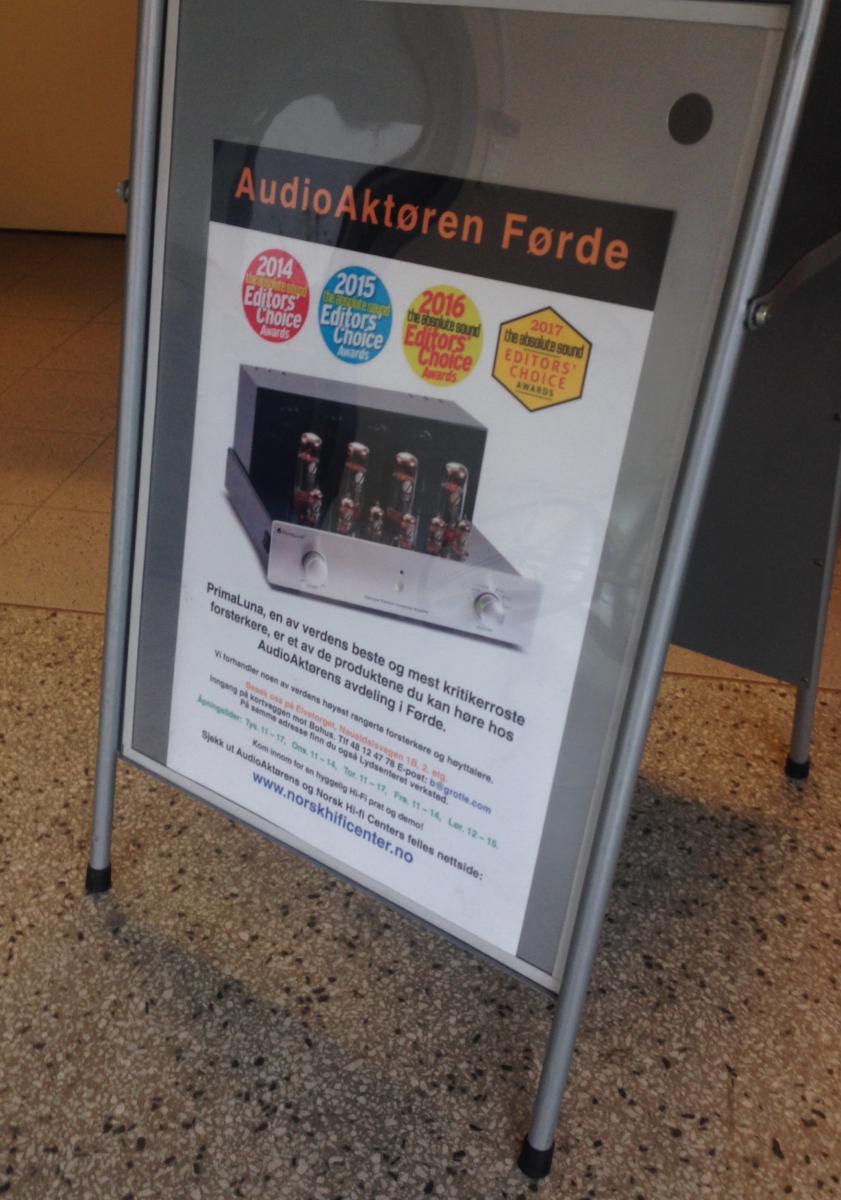 AudioAktøren Førde
2014
the absolute sound
Editors'
Choice
Awards
2015
the absolute sound
Editors'
Choice
Awards
2016
the absolute sound
Editors'
Choice
Awards
2017
the absolute sound
EDITORS'
CHOICE
AWARDS
PrimaLuna
PrimaLuna, en av verdens beste og mest kritikerroste
forsterkere, er et av de produktene du kan høre hos
AudioAktørens avdeling i Førde.
Vi forhandler noen av verdens høyest rangerte forsterkere og høyttalere.
Besøk oss på Elvetorget, Naustdalsvegen 1B, 2. etg.
Inngang på kortveggen mot Bohus. Tlf 48 12 47 78 E-post: b@grotle.com
På samme adresse finn du også Lydsenteret verksted.
Åpningstider: Tys. 11 – 17, Ons. 11 – 14, Tor. 11 – 17, Fre. 11 – 14, Lør. 12 – 15.
Kom innom for en hyggelig Hi-Fi prat og demo!
Sjekk ut AudioAktørens og Norsk Hi-fi Centers felles nettside:
www.norskhificenter.no